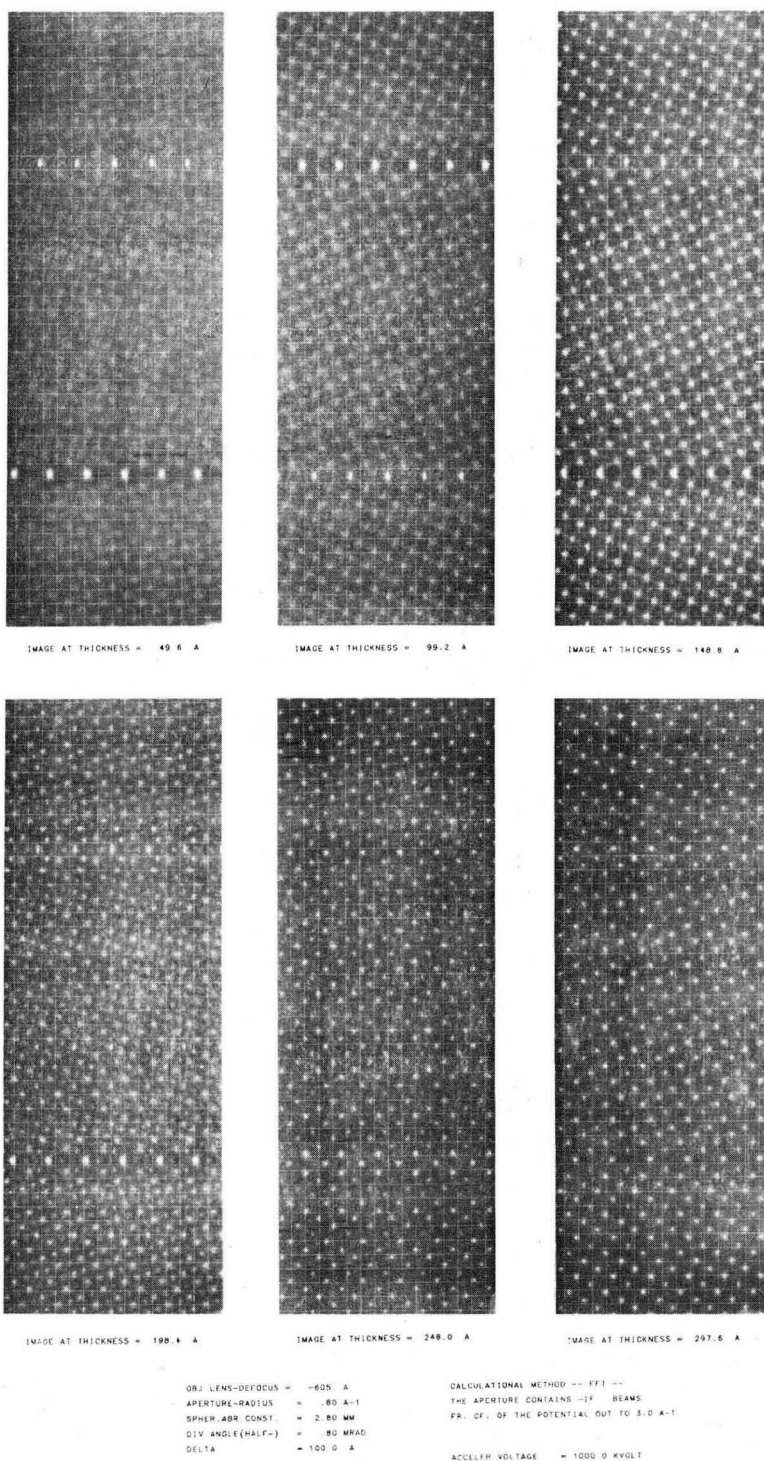 IMAGE AT THICKNESS = 49.6 A
IMAGE AT THICKNESS = 99.2 A
IMAGE AT THICKNESS = 148.8 A
IMAGE AT THICKNESS = 198.4 A
IMAGE AT THICKNESS = 248.0 A
IMAGE AT THICKNESS = 297.6 A
OBJ LENS-DEFOCUS = -605. A
APERTURE-RADIUS = .80 A-1
SPHER.ABR.CONST. = 2.80 MM
DIV ANGLE(HALF-) = .80 MRAD
DELTA = 100.0 A
CALCULATIONAL METHOD -- FFT --
THE APERTURE CONTAINS BEAMS
FR. CF. OF THE POTENTIAL OUT TO 3.0 A-1
ACCELER VOLTAGE = 1000.0 KVOLT